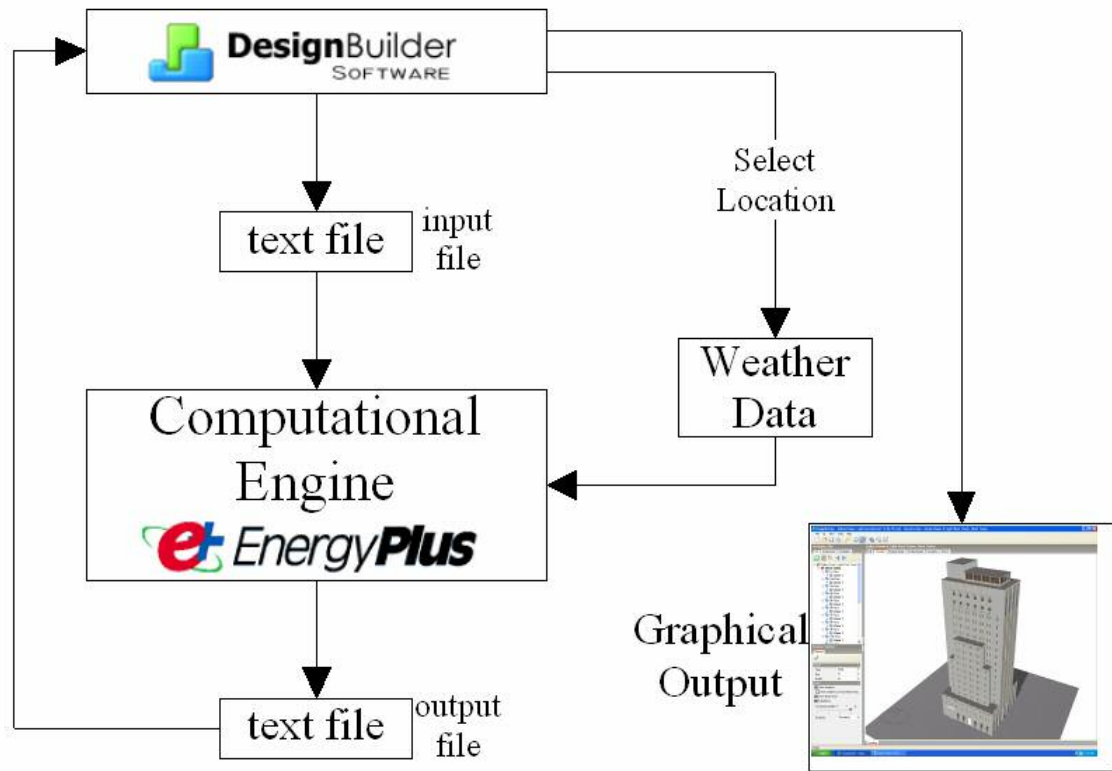 DesignBuilder
SOFTWARE
Select
Location
text file
input
file
Weather
Data
Computational
Engine
EnergyPlus
Graphical
Output
text file
output
file